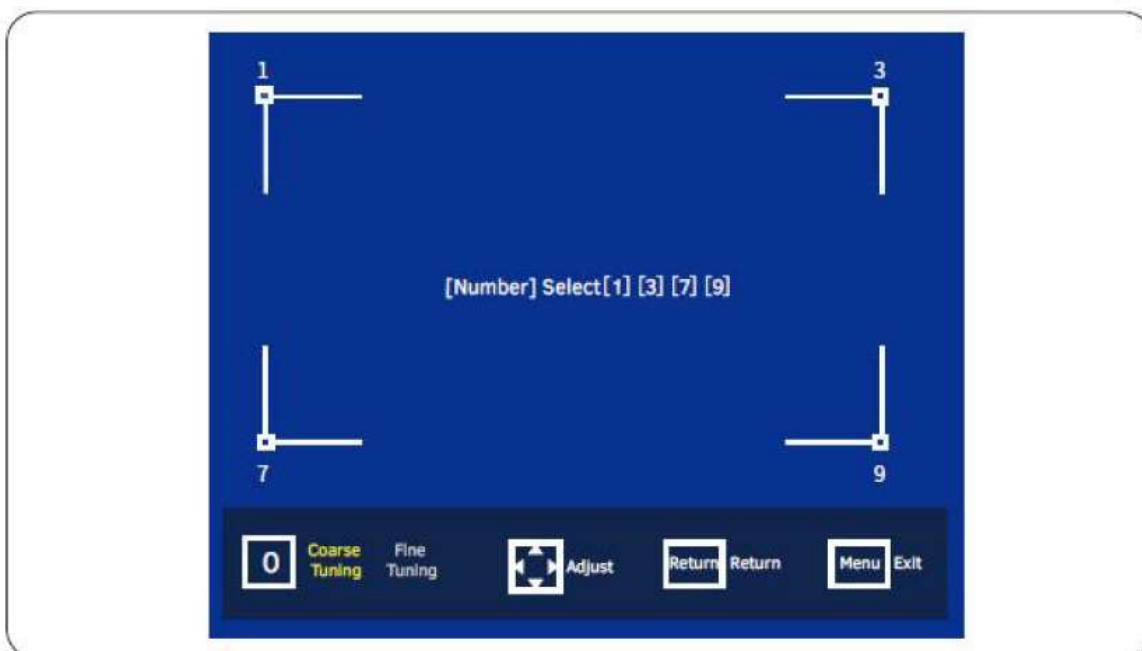 1
3
[Number] Select[1] [3] [7] [9]
7
9
0 Coarse Tuning Fine Tuning
Adjust
Return Return
Menu Exit